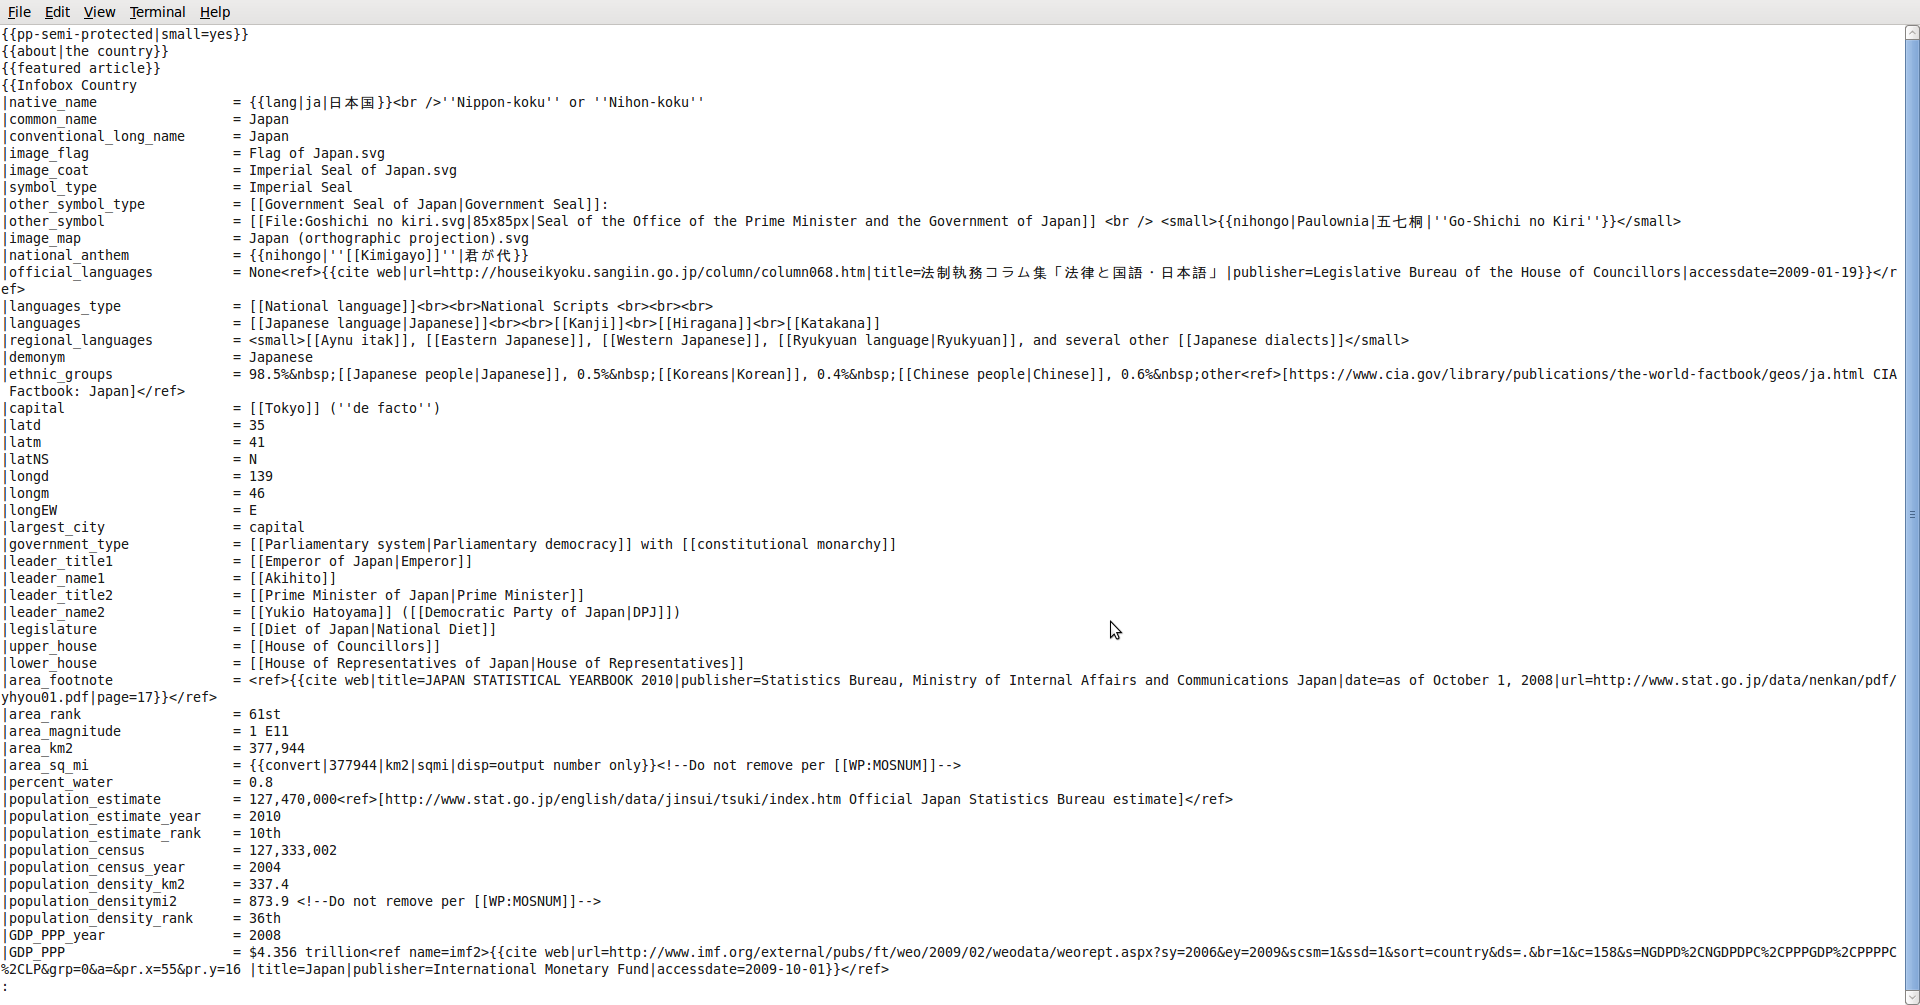 File Edit View Terminal Help
{{pp-semi-protected|small=yes}}
{{about|the country}}
{{featured article}}
{{Infobox Country
|native_name = {{lang|ja|日本国}}<br />''Nippon-koku'' or ''Nihon-koku''
|common_name = Japan
|conventional_long_name = Japan
|image_flag = Flag of Japan.svg
|image_coat = Imperial Seal of Japan.svg
|symbol_type = Imperial Seal
|other_symbol_type = [[Government Seal of Japan|Government Seal]]:
|other_symbol = [[File:Goshichi no kiri.svg|85x85px|Seal of the Office of the Prime Minister and the Government of Japan]] <br /> <small>{{nihongo|Paulownia|五七桐|''Go-Shichi no Kiri''}}</small>
|image_map = Japan (orthographic projection).svg
|national_anthem = {{nihongo|''[[Kimigayo]]''|君が代}}
|official_languages = None<ref>{{cite web|url=http://houseikyoku.sangiin.go.jp/column/column068.htm|title=法制執務コラム集「法律と国語・日本語」|publisher=Legislative Bureau of the House of Councillors|accessdate=2009-01-19}}</r
ef>
|languages_type = [[National language]]<br><br>National Scripts <br><br><br>
|languages = [[Japanese language|Japanese]]<br><br>[[Kanji]]<br>[[Hiragana]]<br>[[Katakana]]
|regional_languages = <small>[[Aynu itak]], [[Eastern Japanese]], [[Western Japanese]], [[Ryukyuan language|Ryukyuan]], and several other [[Japanese dialects]]</small>
|demonym = Japanese
|ethnic_groups = 98.5%&nbsp;[[Japanese people|Japanese]], 0.5%&nbsp;[[Koreans|Korean]], 0.4%&nbsp;[[Chinese people|Chinese]], 0.6%&nbsp;other<ref>[https://www.cia.gov/library/publications/the-world-factbook/geos/ja.html CIA
 Factbook: Japan]</ref>
|capital = [[Tokyo]] (''de facto'')
|latd = 35
|latm = 41
|latNS = N
|longd = 139
|longm = 46
|longEW = E
|largest_city = capital
|government_type = [[Parliamentary system|Parliamentary democracy]] with [[constitutional monarchy]]
|leader_title1 = [[Emperor of Japan|Emperor]]
|leader_name1 = [[Akihito]]
|leader_title2 = [[Prime Minister of Japan|Prime Minister]]
|leader_name2 = [[Yukio Hatoyama]] ([[Democratic Party of Japan|DPJ]])
|legislature = [[Diet of Japan|National Diet]]
|upper_house = [[House of Councillors]]
|lower_house = [[House of Representatives of Japan|House of Representatives]]
|area_footnote = <ref>{{cite web|title=JAPAN STATISTICAL YEARBOOK 2010|publisher=Statistics Bureau, Ministry of Internal Affairs and Communications Japan|date=as of October 1, 2008|url=http://www.stat.go.jp/data/nenkan/pdf/
yhyou01.pdf|page=17}}</ref>
|area_rank = 61st
|area_magnitude = 1 E11
|area_km2 = 377,944
|area_sq_mi = {{convert|377944|km2|sqmi|disp=output number only}}<!--Do not remove per [[WP:MOSNUM]]-->
|percent_water = 0.8
|population_estimate = 127,470,000<ref>[http://www.stat.go.jp/english/data/jinsui/tsuki/index.htm Official Japan Statistics Bureau estimate]</ref>
|population_estimate_year = 2010
|population_estimate_rank = 10th
|population_census = 127,333,002
|population_census_year = 2004
|population_density_km2 = 337.4
|population_densitymi2 = 873.9 <!--Do not remove per [[WP:MOSNUM]]-->
|population_density_rank = 36th
|GDP_PPP_year = 2008
|GDP_PPP = $4.356 trillion<ref name=imf2>{{cite web|url=http://www.imf.org/external/pubs/ft/weo/2009/02/weodata/weorept.aspx?sy=2006&ey=2009&scsm=1&ssd=1&sort=country&ds=.&br=1&c=158&s=NGDPD%2CNGDPDPC%2CPPPGDP%2CPPPPC
%2CLP&grp=0&a=&pr.x=55&pr.y=16 |title=Japan|publisher=International Monetary Fund|accessdate=2009-10-01}}</ref>
: